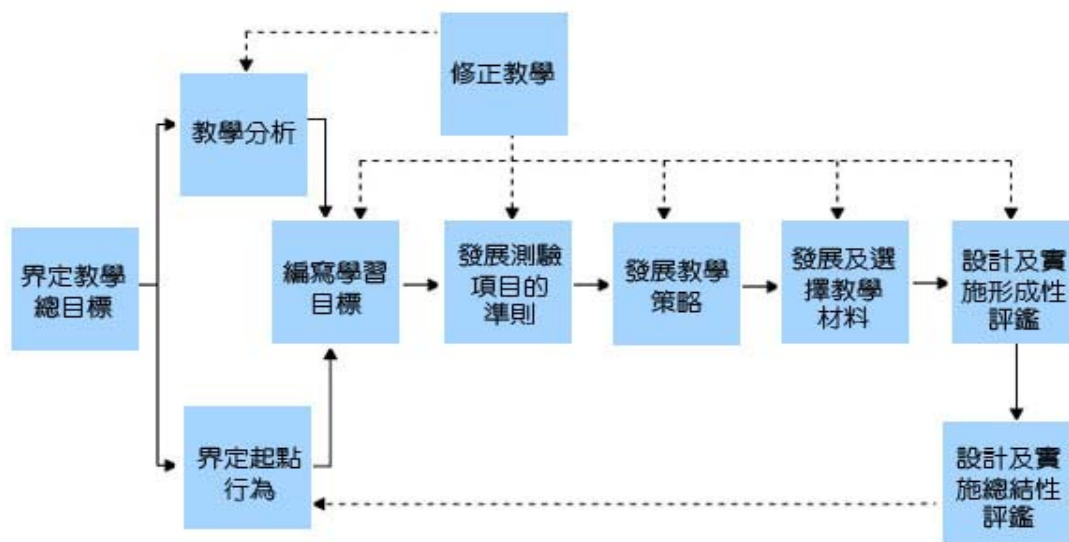 修正教學
教學分析
界定教學
總目標
編寫學習
目標
發展測驗
項目的
準則
發展教學
策略
發展及選
擇教學
材料
設計及實
施形成性
評鑑
界定起點
行為
設計及實
施總結性
評鑑